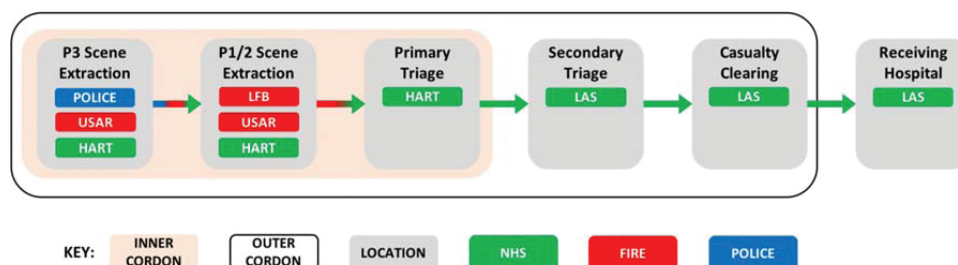 P3 Scene
Extraction
POLICE
USAR
HART
P1/2 Scene
Extraction
LFB
USAR
HART
Primary
Triage
HART
Secondary
Triage
LAS
Casualty
Clearing
LAS
Receiving
Hospital
LAS
KEY:
INNER
CORDON
OUTER
CORDON
LOCATION
NHS
FIRE
POLICE